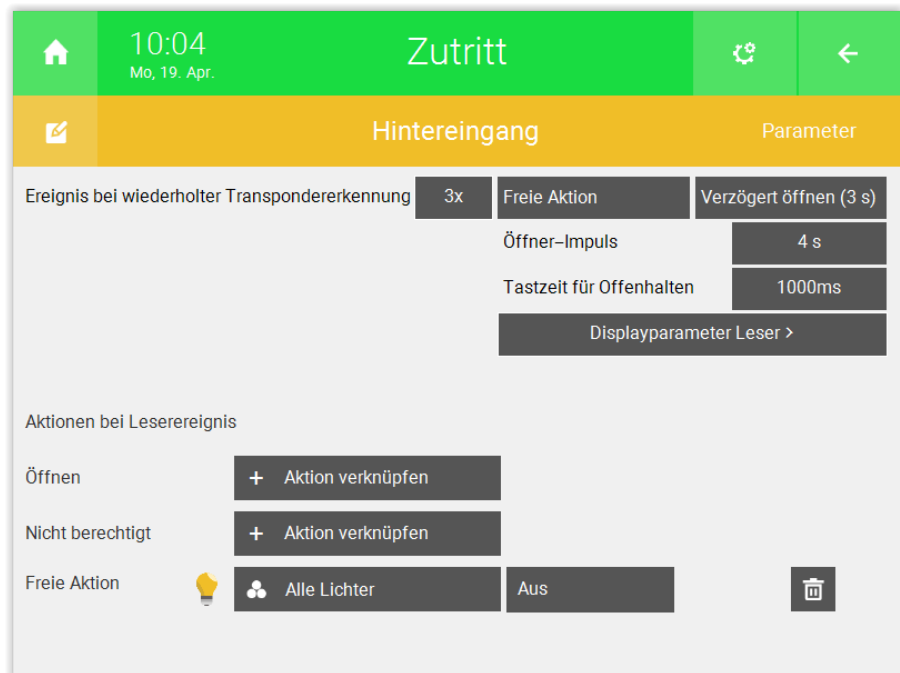 10:04
Mo, 19. Apr.
Zutritt
Hintereingang
Parameter
Ereignis bei wiederholter Transpondererkennung 3x Freie Aktion Verzögert öffnen (3 s)
Öffner–Impuls 4 s
Tastzeit für Offenhalten 1000ms
Displayparameter Leser >
Aktionen bei Leserereignis
Öffnen + Aktion verknüpfen
Nicht berechtigt + Aktion verknüpfen
Freie Aktion Alle Lichter Aus